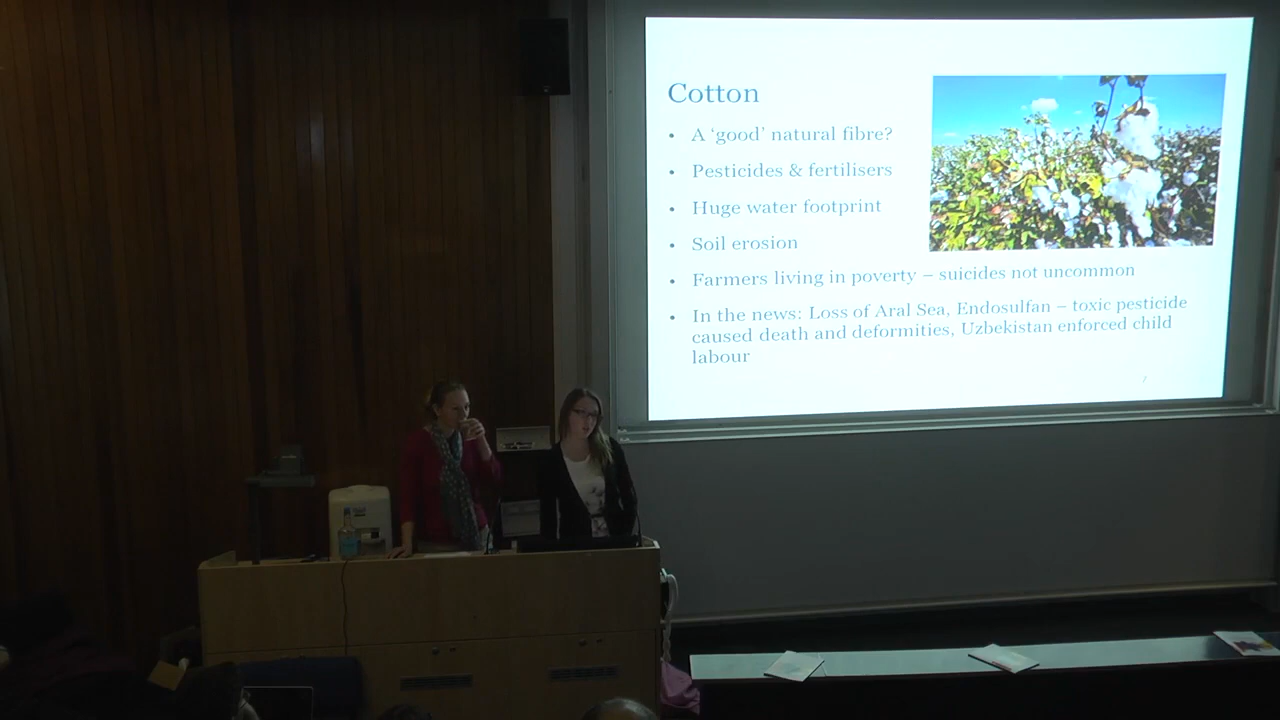 Cotton
• A ‘good’ natural fibre?
• Pesticides & fertilisers
• Huge water footprint
• Soil erosion
• Farmers living in poverty – suicides not uncommon
• In the news: Loss of Aral Sea, Endosulfan – toxic pesticide
caused death and deformities, Uzbekistan enforced child
labour
7